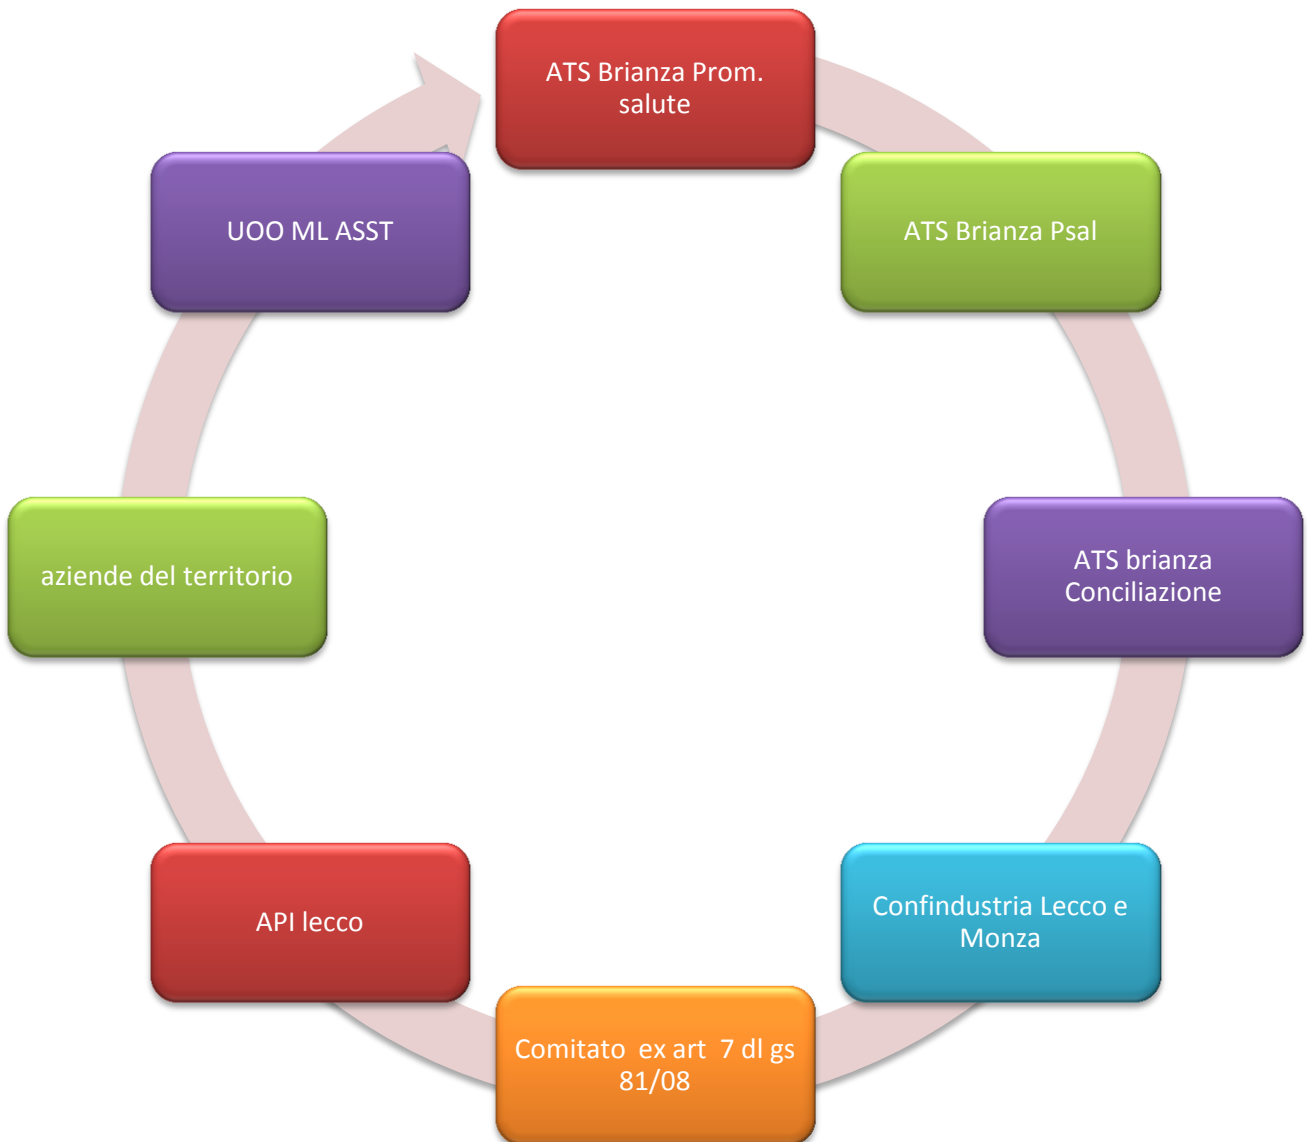 ATS Brianza Prom.
salute
ATS Brianza Psal
ATS brianza
Conciliazione
Confindustria Lecco e
Monza
Comitato ex art 7 dl gs
81/08
API lecco
aziende del territorio
UOO ML ASST